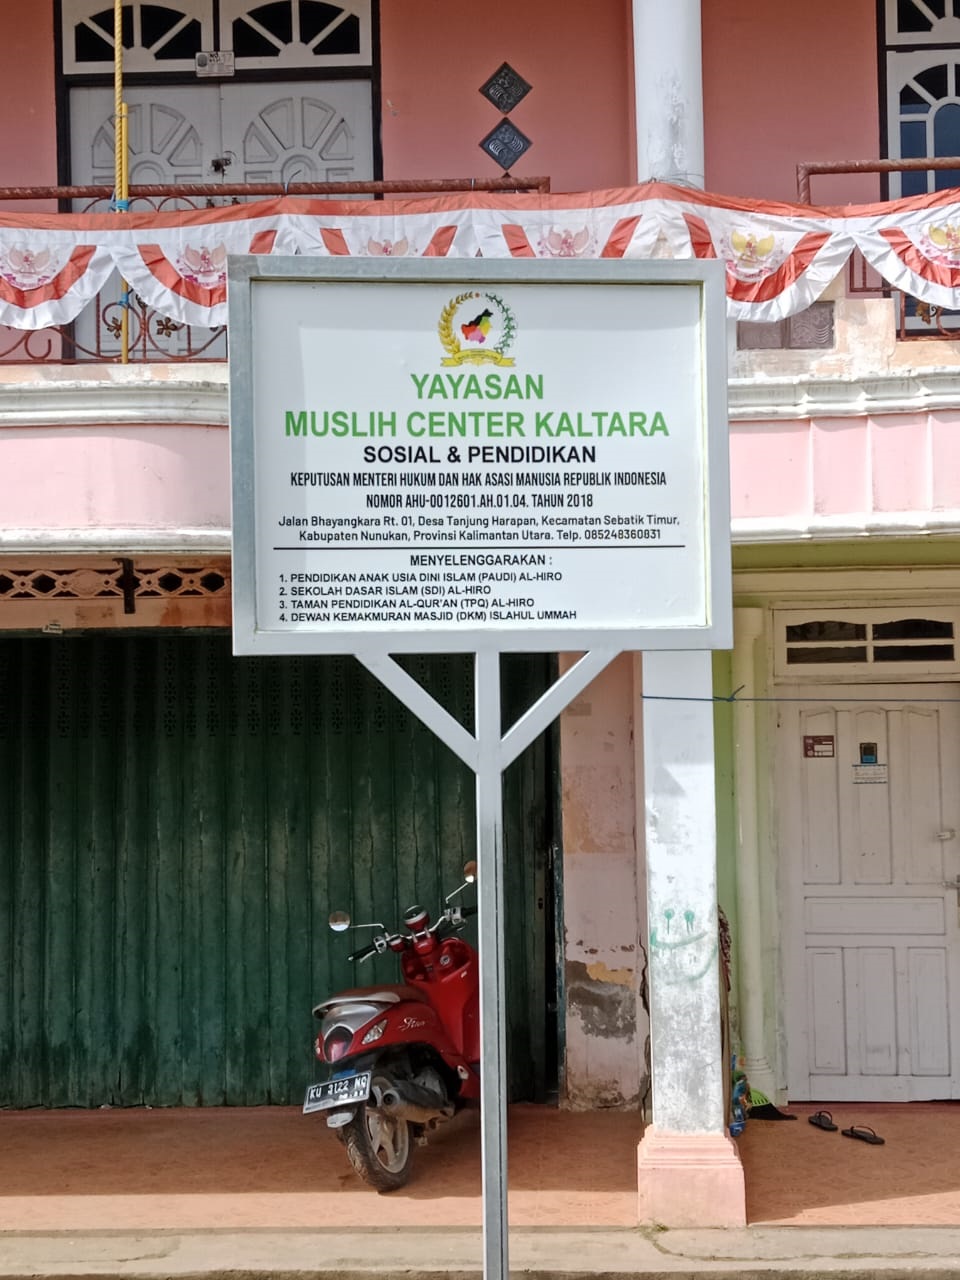 YAYASAN
MUSLIH CENTER KALTARA
SOSIAL & PENDIDIKAN
KEPUTUSAN MENTERI HUKUM DAN HAK ASASI MANUSIA REPUBLIK INDONESIA
NOMOR AHU-0012601.AH.01.04. TAHUN 2018
Jalan Bhayangkara Rt. 01, Desa Tanjung Harapan, Kecamatan Sebatik Timur,
Kabupaten Nunukan, Provinsi Kalimantan Utara. Telp. 085248360831
MENYELENGGARAKAN :
1. PENDIDIKAN ANAK USIA DINI ISLAM (PAUDI) AL-HIRO
2. SEKOLAH DASAR ISLAM (SDI) AL-HIRO
3. TAMAN PENDIDIKAN AL-QUR'AN (TPQ) AL-HIRO
4. DEWAN KEMAKMURAN MASJID (DKM) ISLAHUL UMMAH
Fino
KU 3122 NQ